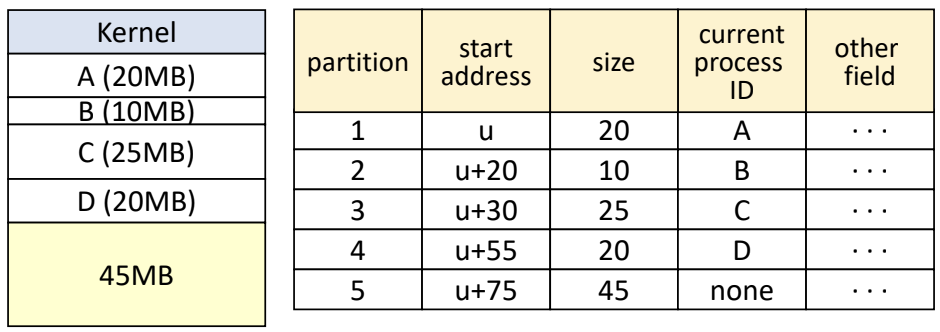 Kernel
A (20MB)
B (10MB)
C (25MB)
D (20MB)
45MB
partition start address size current process ID other field
1 u 20 A ···
2 u+20 10 B ···
3 u+30 25 C ···
4 u+55 20 D ···
5 u+75 45 none ···